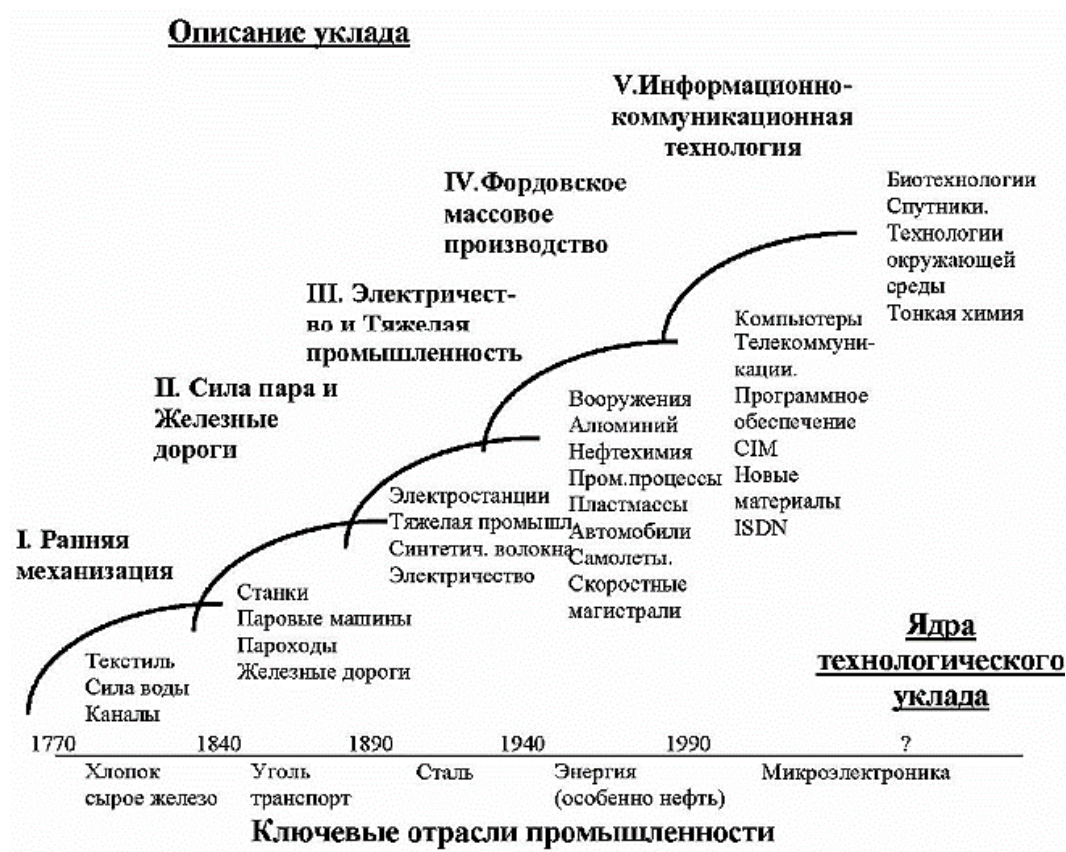 Описание уклада
V.Информационно-
коммуникационная
технология
IV.Фордовское
массовое
производство
III. Электричест-
во и Тяжелая
промышленность
II. Сила пара и
Железные
дороги
I. Ранняя
механизация
Текстиль
Сила воды
Каналы
Станки
Паровые машины
Пароходы
Железные дороги
Электростанции
Тяжелая промышл
Синтетич. волокна
Электричество
Вооружения
Алюминий
Нефтехимия
Пром.процессы
Пластмассы
Автомобили
Самолеты.
Скоростные
магистрали
Компьютеры
Телекоммуни-
кации.
Программное
обеспечение
CIM
Новые
материалы
ISDN
Биотехнологии
Спутники.
Технологии
окружающей
среды
Тонкая химия
Ядра
технологического
уклада
1770 1840 1890 1940 1990 ?
Хлопок
сырое железо
Уголь
транспорт
Сталь
Энергия
(особенно нефть)
Микроэлектроника
Ключевые отрасли промышленности